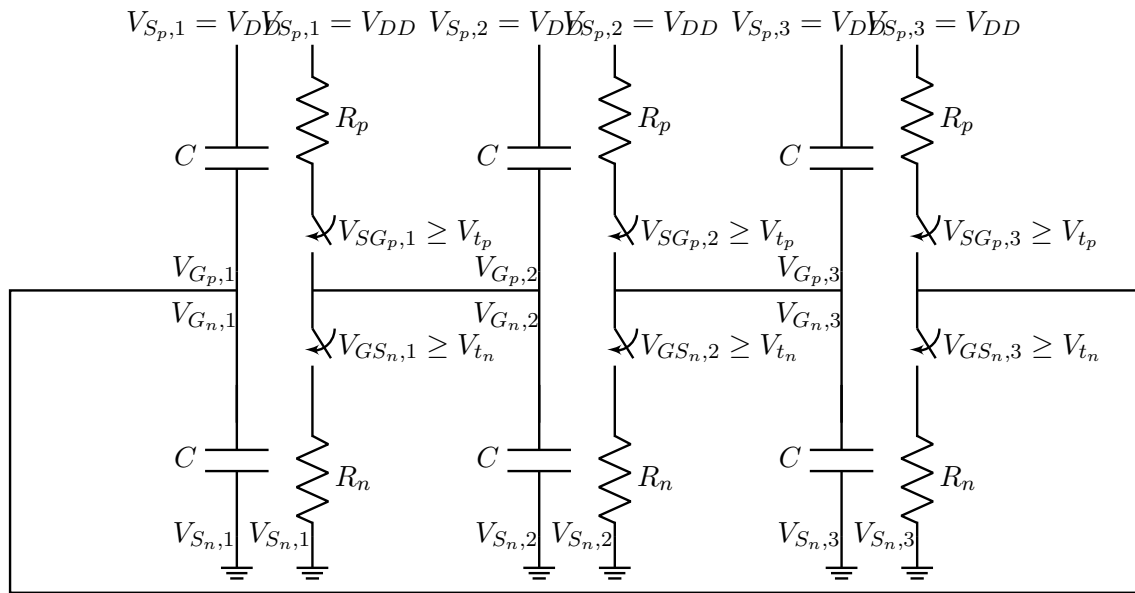 V_{S_p,1} = V_{DD} V_{S_p,1} = V_{DD} V_{S_p,2} = V_{DD} V_{S_p,2} = V_{DD} V_{S_p,3} = V_{DD} V_{S_p,3} = V_{DD}
R_p R_p R_p
C C C
V_{SG_p,1} ≥ V_{t_p} V_{SG_p,2} ≥ V_{t_p} V_{SG_p,3} ≥ V_{t_p}
V_{G_p,1} V_{G_p,2} V_{G_p,3}
V_{G_n,1} V_{G_n,2} V_{G_n,3}
V_{GS_n,1} ≥ V_{t_n} V_{GS_n,2} ≥ V_{t_n} V_{GS_n,3} ≥ V_{t_n}
C C C
R_n R_n R_n
V_{S_n,1} V_{S_n,1} V_{S_n,2} V_{S_n,2} V_{S_n,3} V_{S_n,3}